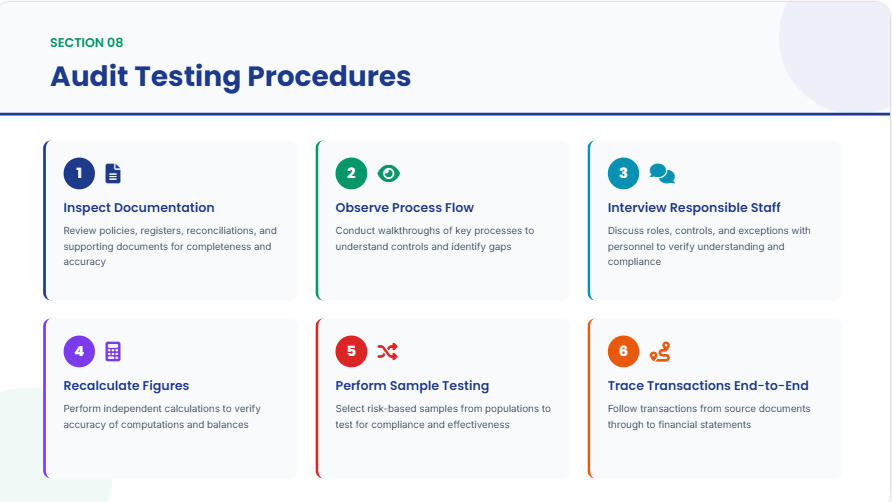 SECTION 08
Audit Testing Procedures
1
Inspect Documentation
Review policies, registers, reconciliations, and
supporting documents for completeness and
accuracy
2
Observe Process Flow
Conduct walkthroughs of key processes to
understand controls and identify gaps
3
Interview Responsible Staff
Discuss roles, controls, and exceptions with
personnel to verify understanding and
compliance
4
Recalculate Figures
Perform independent calculations to verify
accuracy of computations and balances
5
Perform Sample Testing
Select risk-based samples from populations to
test for compliance and effectiveness
6
Trace Transactions End-to-End
Follow transactions from source documents
through to financial statements